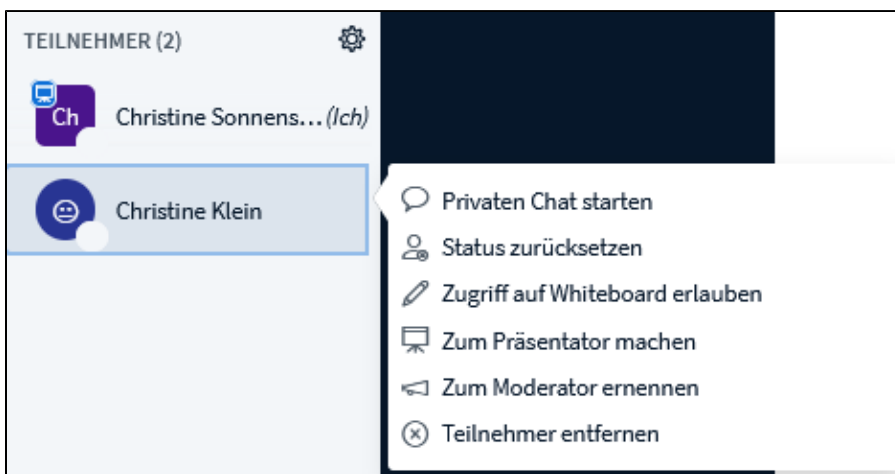 TEILNEHMER (2)
Ch
Christine Sonnens...(Ich)
Christine Klein
Privaten Chat starten
Status zurücksetzen
Zugriff auf Whiteboard erlauben
Zum Präsentator machen
Zum Moderator ernennen
Teilnehmer entfernen